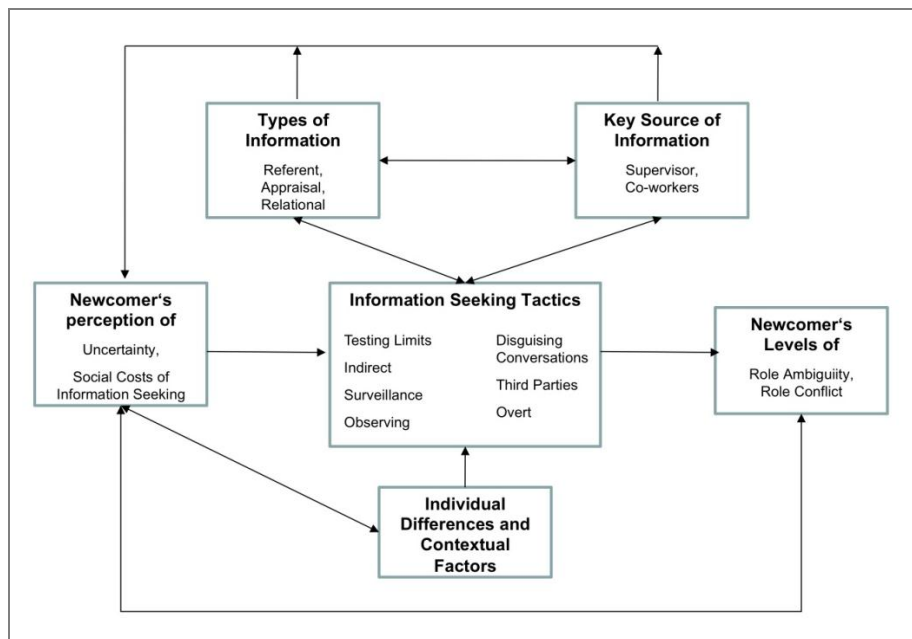 Types of
Information
Referent,
Appraisal,
Relational
Key Source of
Information
Supervisor,
Co-workers
Newcomer‘s
perception of
Uncertainty,
Social Costs of
Information Seeking
Information Seeking Tactics
Testing Limits
Indirect
Surveillance
Observing
Disguising
Conversations
Third Parties
Overt
Newcomer‘s
Levels of
Role Ambiguiity,
Role Conflict
Individual
Differences and
Contextual
Factors